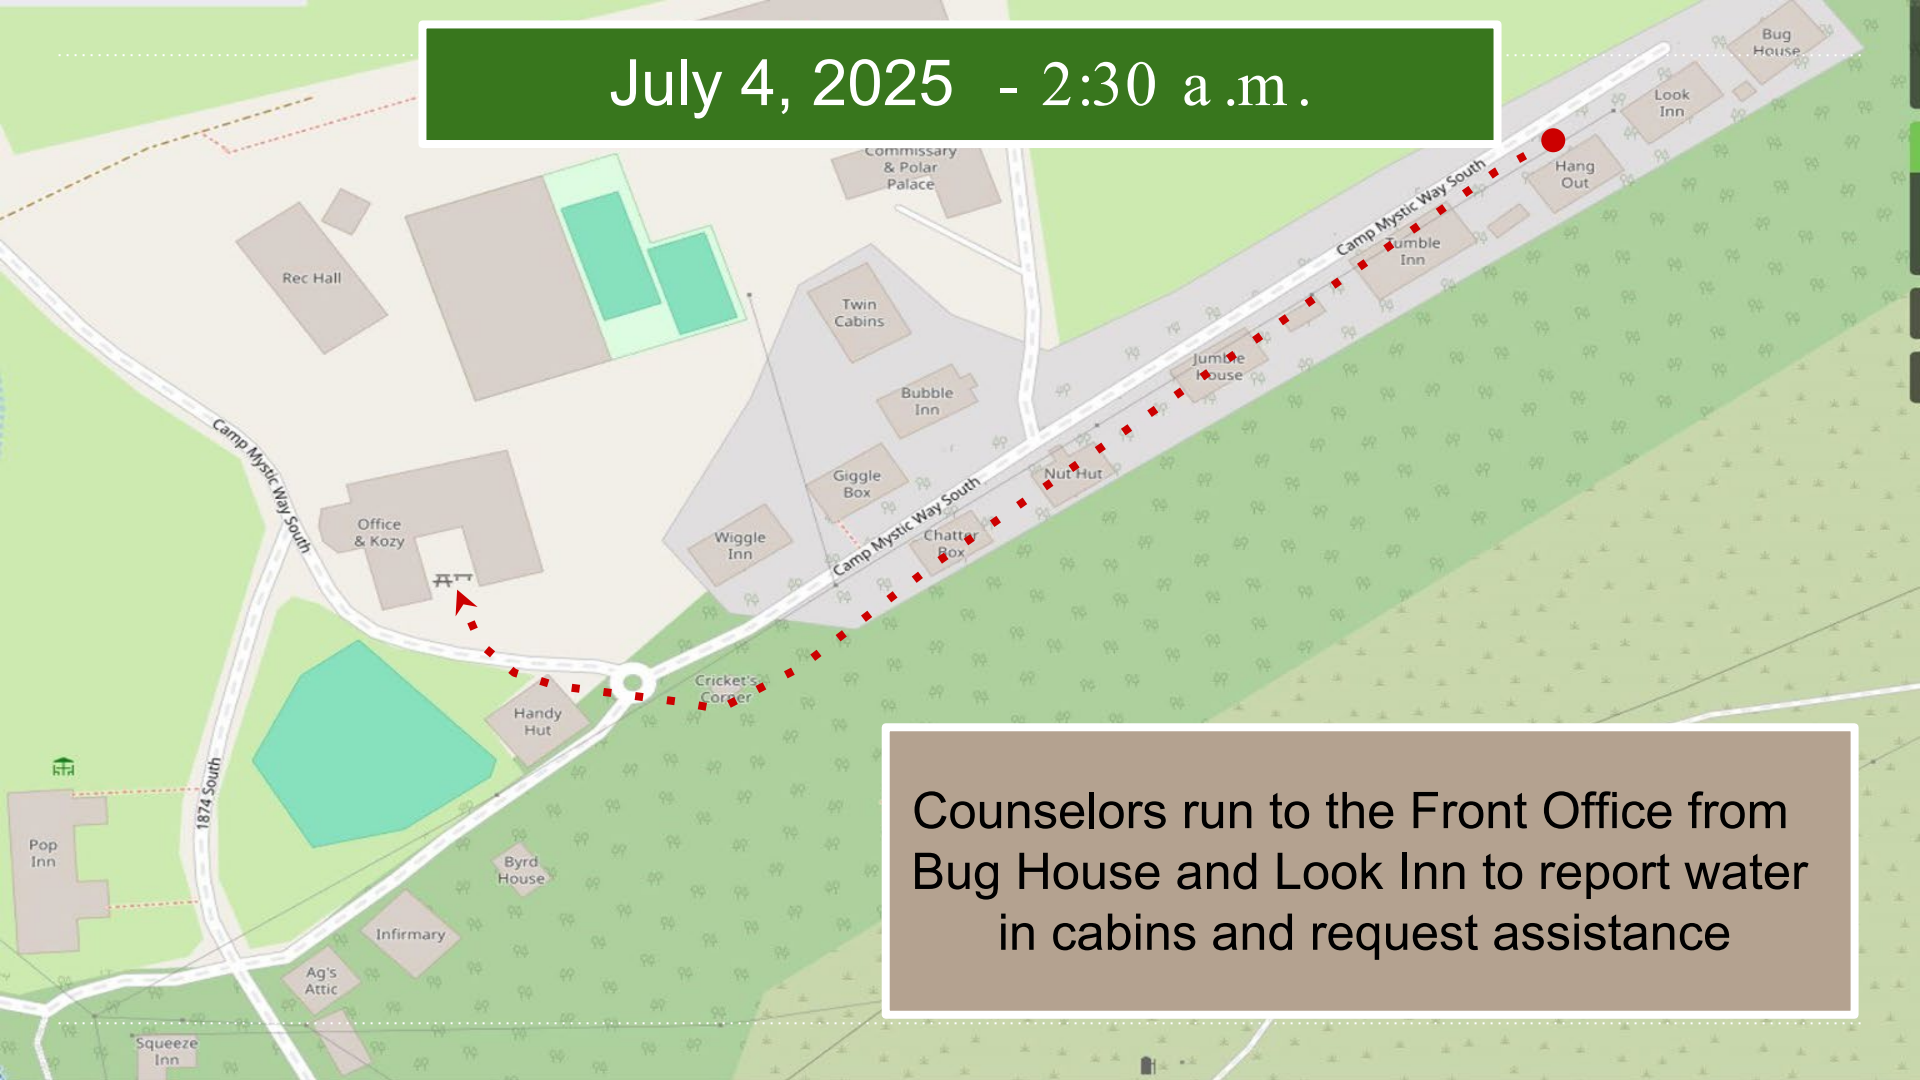 July 4, 2025 - 2:30 a.m.
Bug
House
Look
Inn
Commissary
& Polar
Palace
Hang
Out
Camp Mystic Way South
Tumble
Inn
Rec Hall
Twin
Cabins
Jumble
House
Bubble
Inn
Camp Mystic Way South
Giggle
Box
Nut Hut
Office
& Kozy
Wiggle
Inn
Camp Mystic Way South
Chatter
Box
Cricket's
Corner
Handy
Hut
1874 South
Pop
Inn
Byrd
House
Infirmary
Ag's
Attic
Squeeze
Inn
Counselors run to the Front Office from
Bug House and Look Inn to report water
in cabins and request assistance